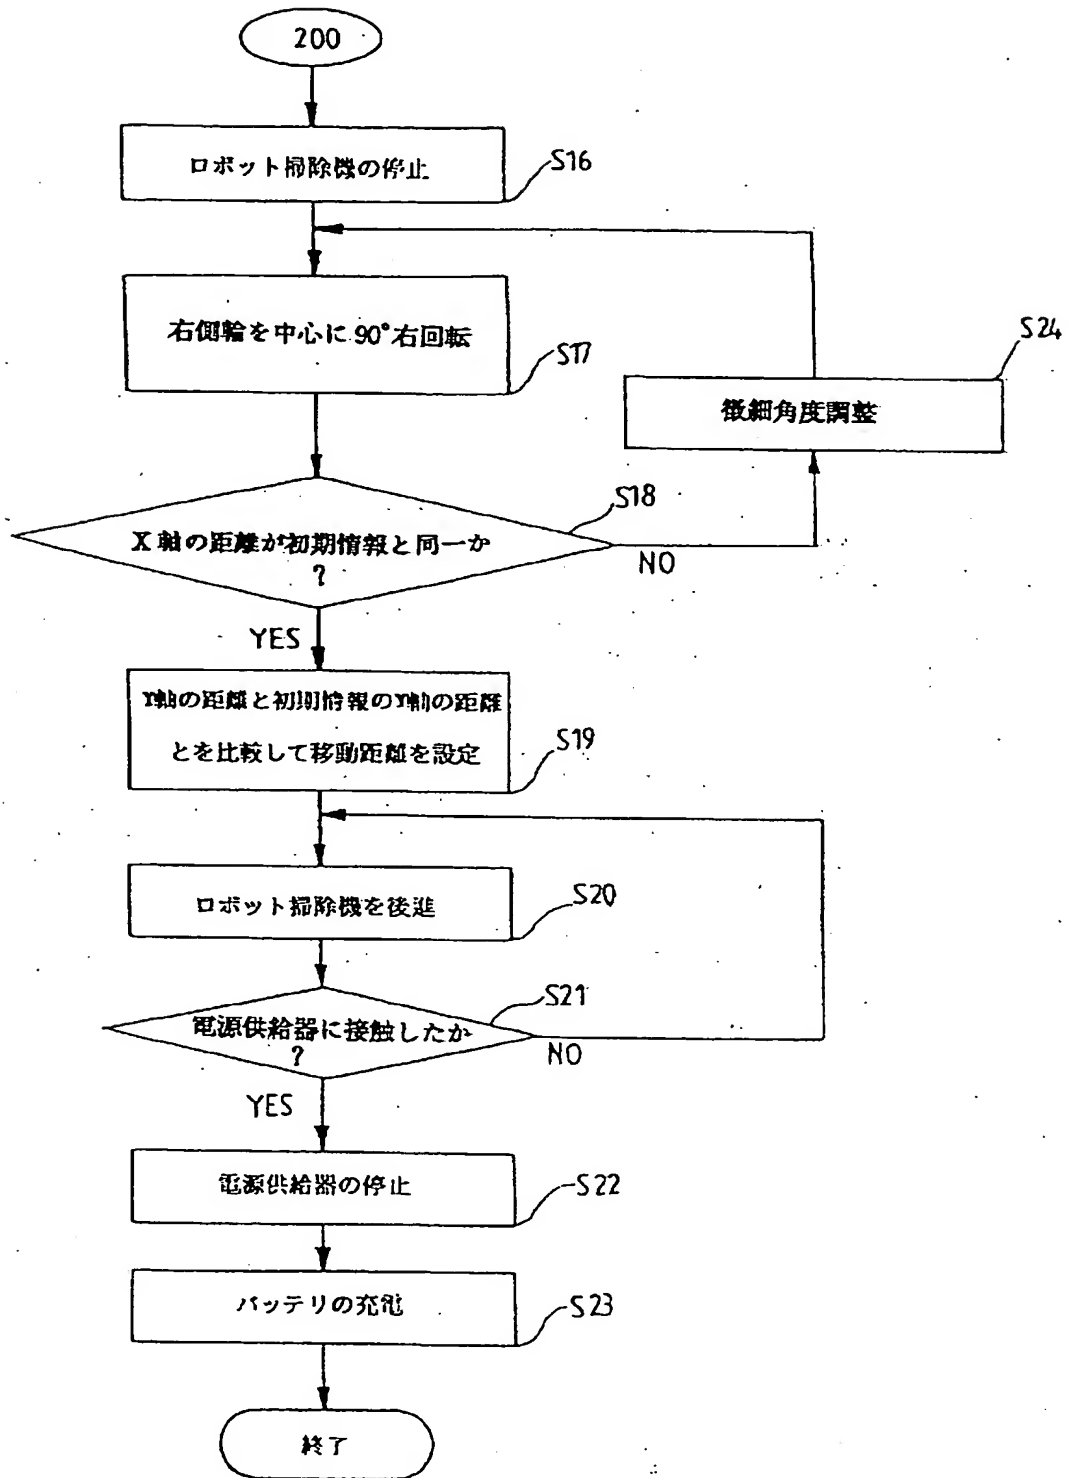 200
ロボット掃除機の停止
S16
右側輪を中心に90°右回転
S17
微細角度調整
S24
X軸の距離が初期情報と同一か
?
S18
NO
YES
Y軸の距離と初期情報のY軸の距離
とを比較して移動距離を設定
S19
ロボット掃除機を後進
S20
電源供給器に接触したか
?
S21
NO
YES
電源供給器の停止
S22
バッテリの充電
S23
終了